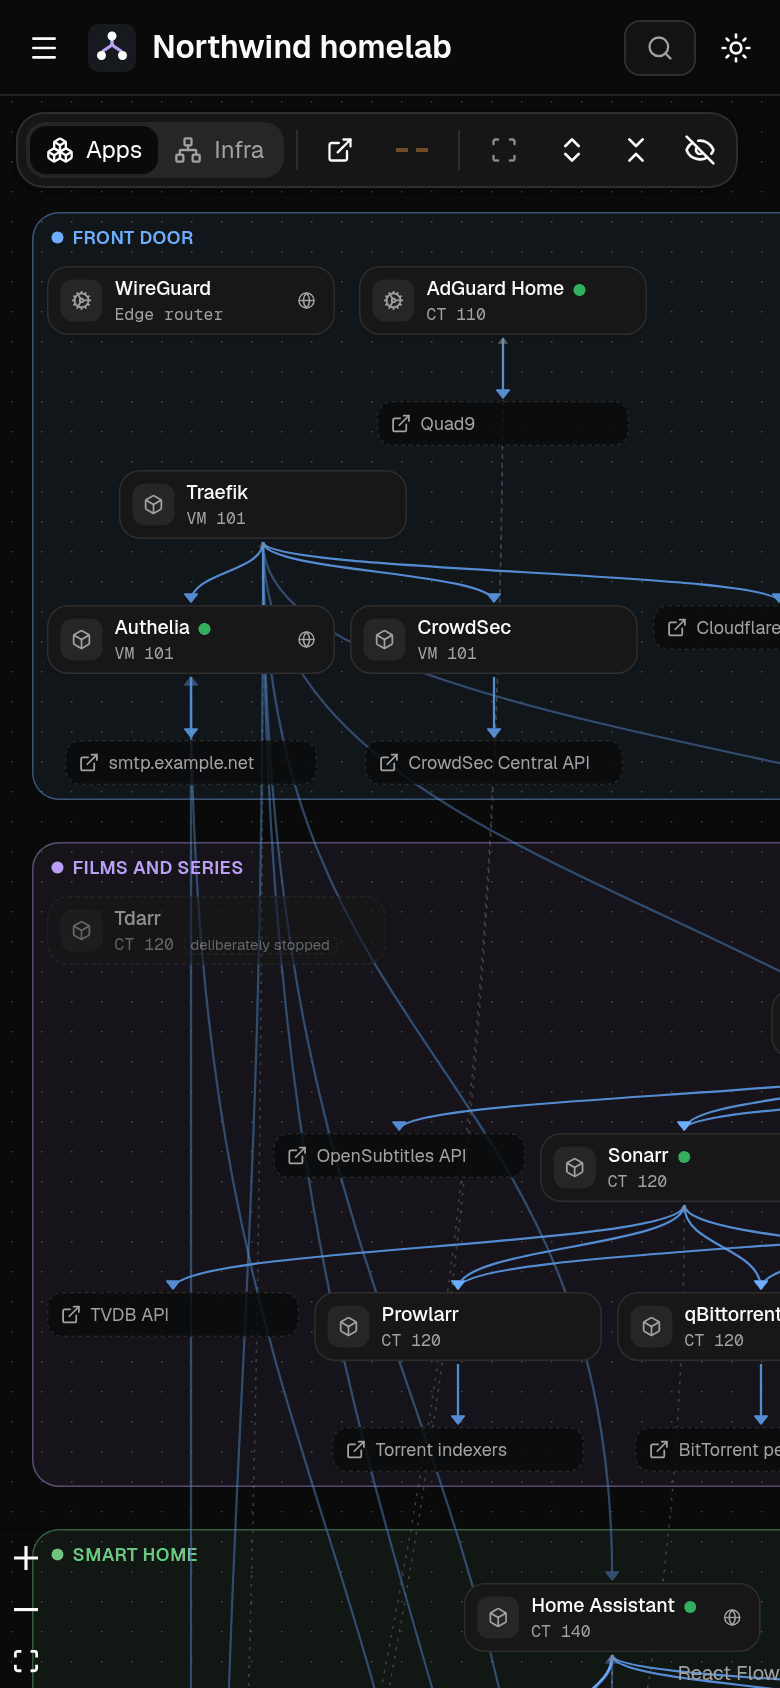 Northwind homelab
Apps
Infra
FRONT DOOR
WireGuard
Edge router
AdGuard Home
CT 110
Quad9
Traefik
VM 101
Authelia
VM 101
CrowdSec
VM 101
Cloudflare
smtp.example.net
CrowdSec Central API
FILMS AND SERIES
Tdarr
CT 120 deliberately stopped
OpenSubtitles API
Sonarr
CT 120
TVDB API
Prowlarr
CT 120
qBittorrent
CT 120
Torrent indexers
BitTorrent pe
SMART HOME
Home Assistant
CT 140
React Flow